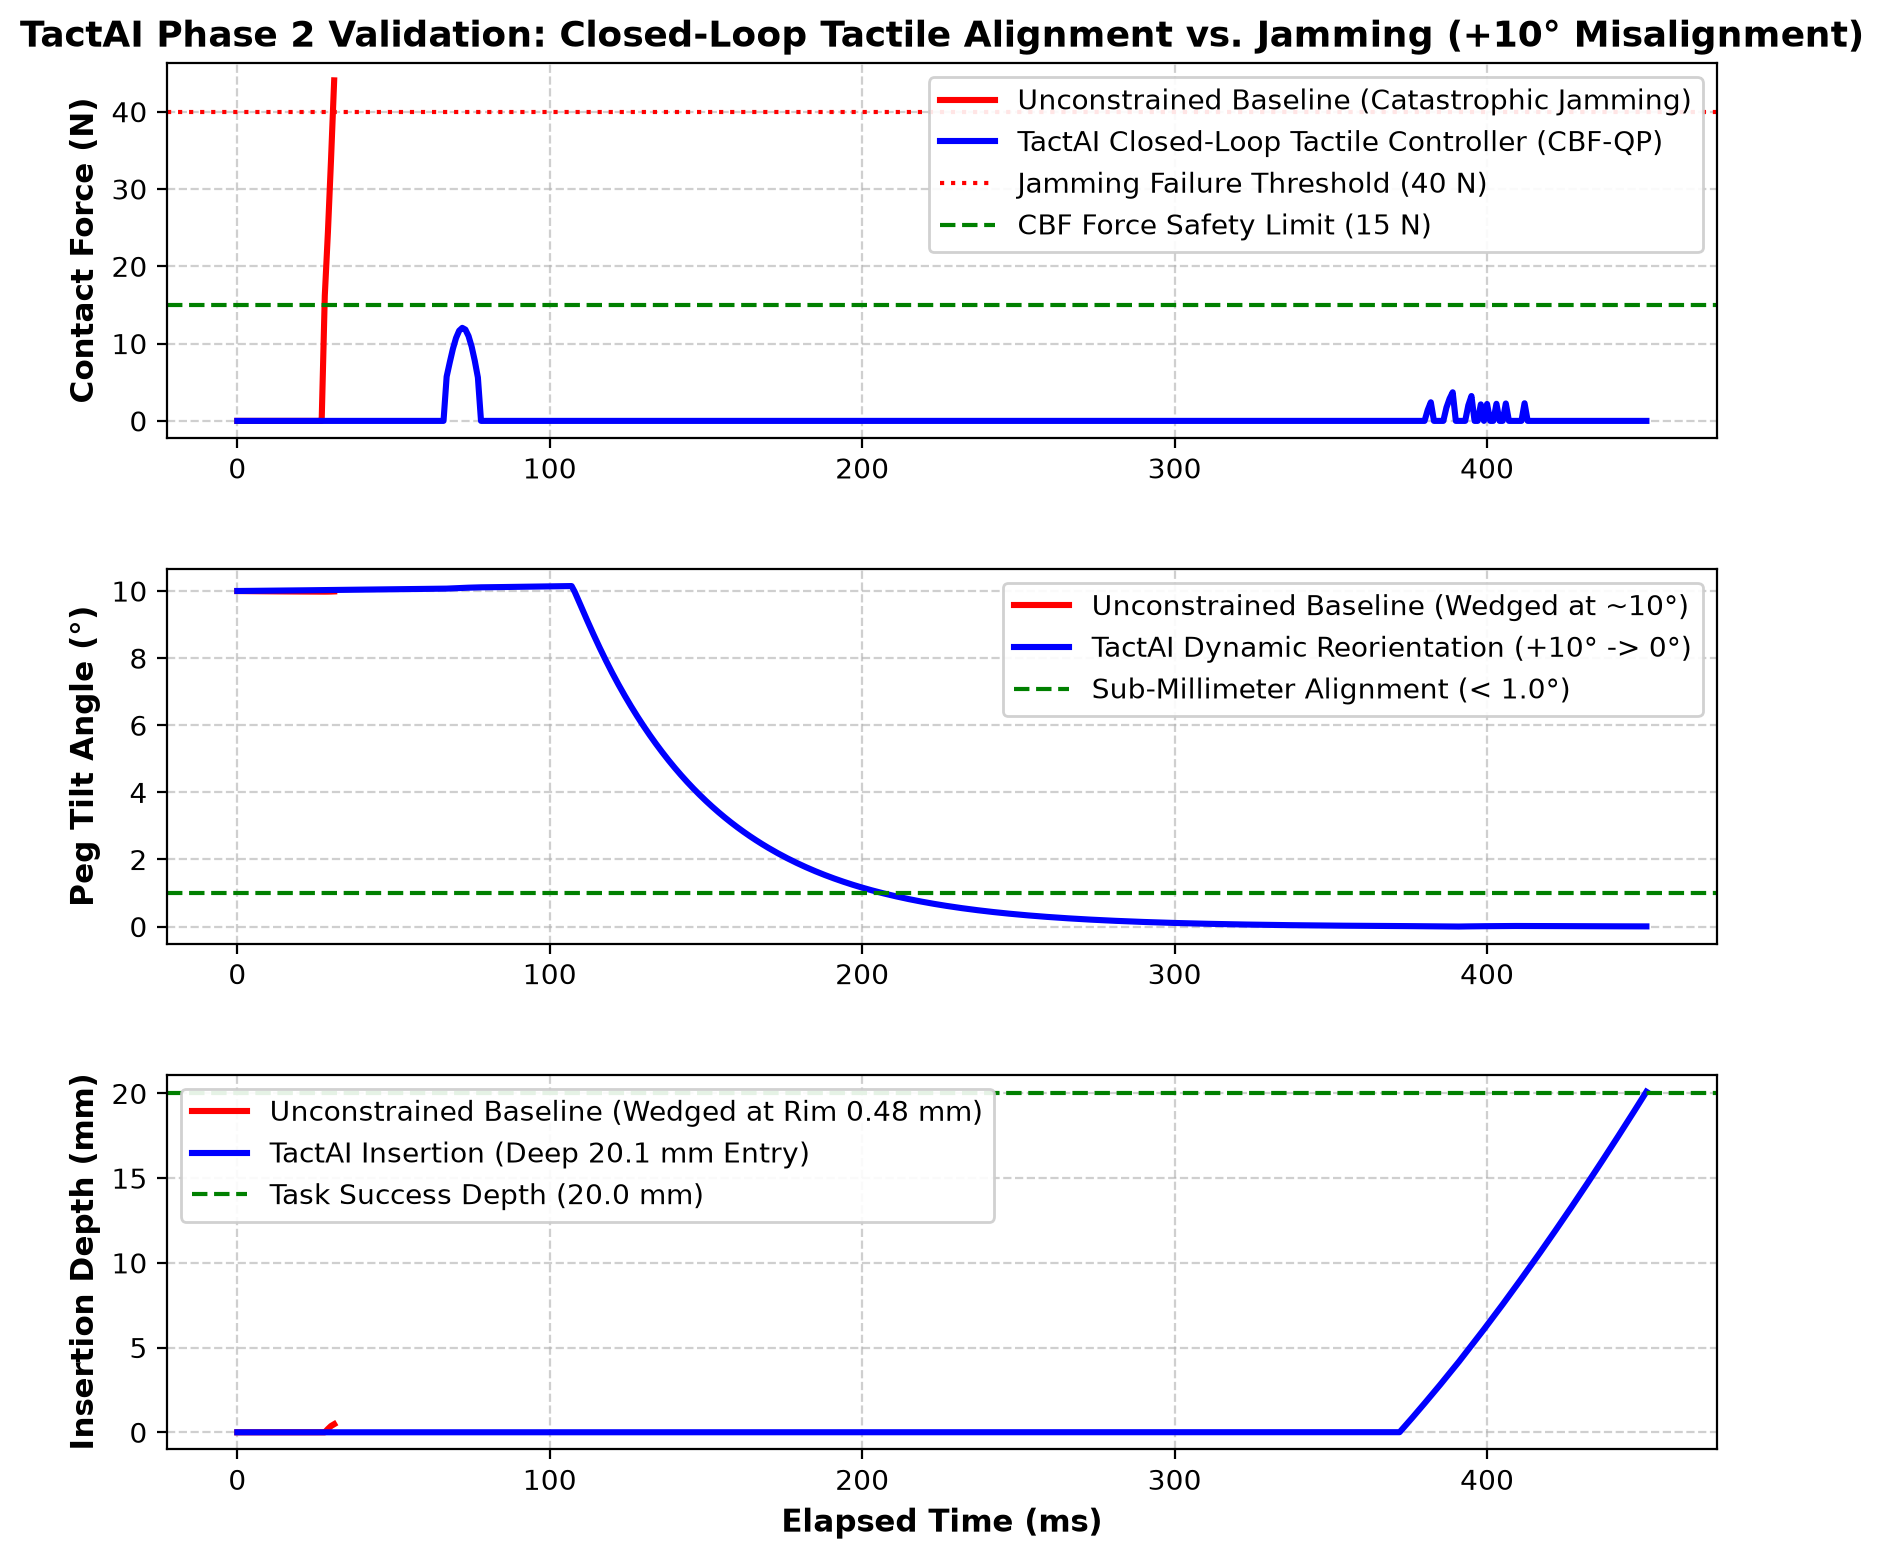 TactAI Phase 2 Validation: Closed-Loop Tactile Alignment vs. Jamming (+10° Misalignment)
Contact Force (N)
40
30
20
10
0
Unconstrained Baseline (Catastrophic Jamming)
TactAI Closed-Loop Tactile Controller (CBF-QP)
Jamming Failure Threshold (40 N)
CBF Force Safety Limit (15 N)
0 100 200 300 400
Peg Tilt Angle (°)
10
8
6
4
2
0
Unconstrained Baseline (Wedged at ~10°)
TactAI Dynamic Reorientation (+10° -> 0°)
Sub-Millimeter Alignment (< 1.0°)
0 100 200 300 400
Insertion Depth (mm)
20
15
10
5
0
Unconstrained Baseline (Wedged at Rim 0.48 mm)
TactAI Insertion (Deep 20.1 mm Entry)
Task Success Depth (20.0 mm)
0 100 200 300 400
Elapsed Time (ms)